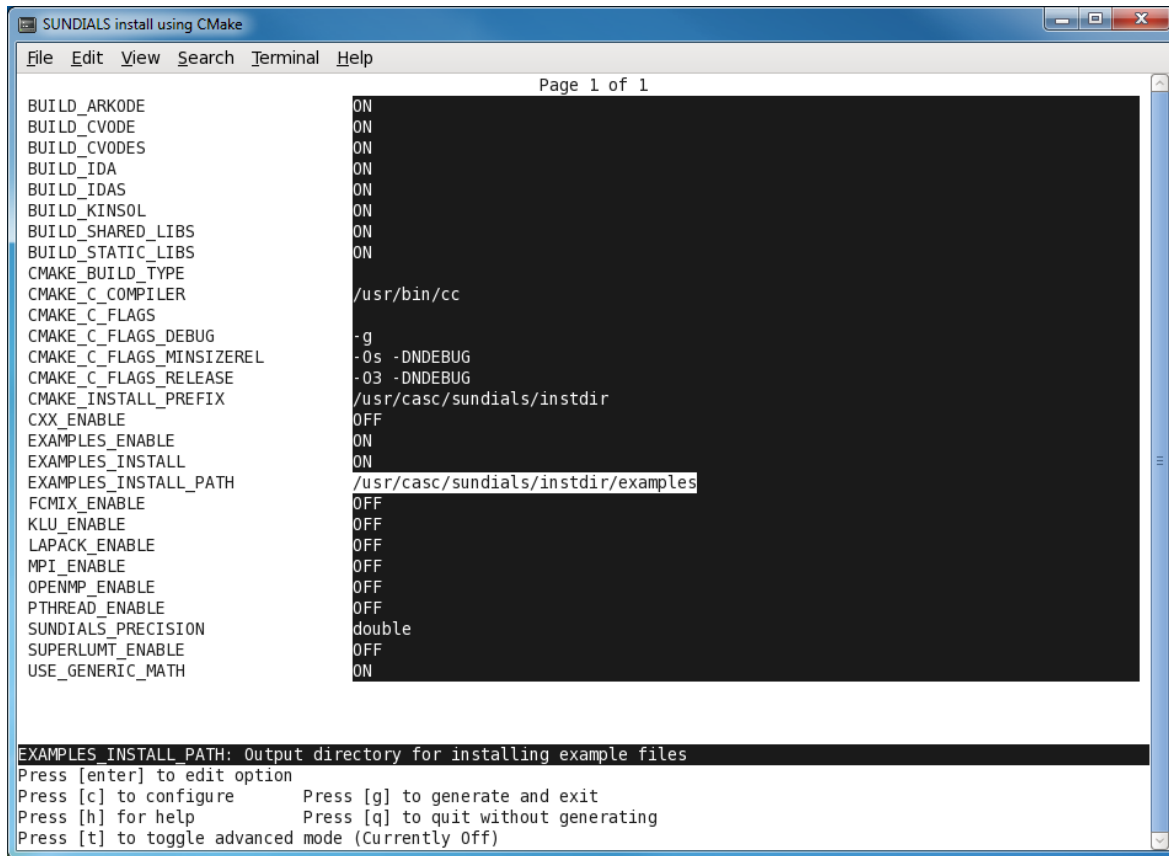 SUNDIALS install using CMake
File Edit View Search Terminal Help
Page 1 of 1
BUILD_ARKODE ON
BUILD_CVODE ON
BUILD_CVODES ON
BUILD_IDA ON
BUILD_IDAS ON
BUILD_KINSOL ON
BUILD_SHARED_LIBS ON
BUILD_STATIC_LIBS ON
CMAKE_BUILD_TYPE
CMAKE_C_COMPILER /usr/bin/cc
CMAKE_C_FLAGS
CMAKE_C_FLAGS_DEBUG -g
CMAKE_C_FLAGS_MINSIZEREL -Os -DNDEBUG
CMAKE_C_FLAGS_RELEASE -O3 -DNDEBUG
CMAKE_INSTALL_PREFIX /usr/casc/sundials/instdir
CXX_ENABLE OFF
EXAMPLES_ENABLE ON
EXAMPLES_INSTALL ON
EXAMPLES_INSTALL_PATH /usr/casc/sundials/instdir/examples
FCMIX_ENABLE OFF
KLU_ENABLE OFF
LAPACK_ENABLE OFF
MPI_ENABLE OFF
OPENMP_ENABLE OFF
PTHREAD_ENABLE OFF
SUNDIALS_PRECISION double
SUPERLUMT_ENABLE OFF
USE_GENERIC_MATH ON
EXAMPLES_INSTALL_PATH: Output directory for installing example files
Press [enter] to edit option
Press [c] to configure Press [g] to generate and exit
Press [h] for help Press [q] to quit without generating
Press [t] to toggle advanced mode (Currently Off)